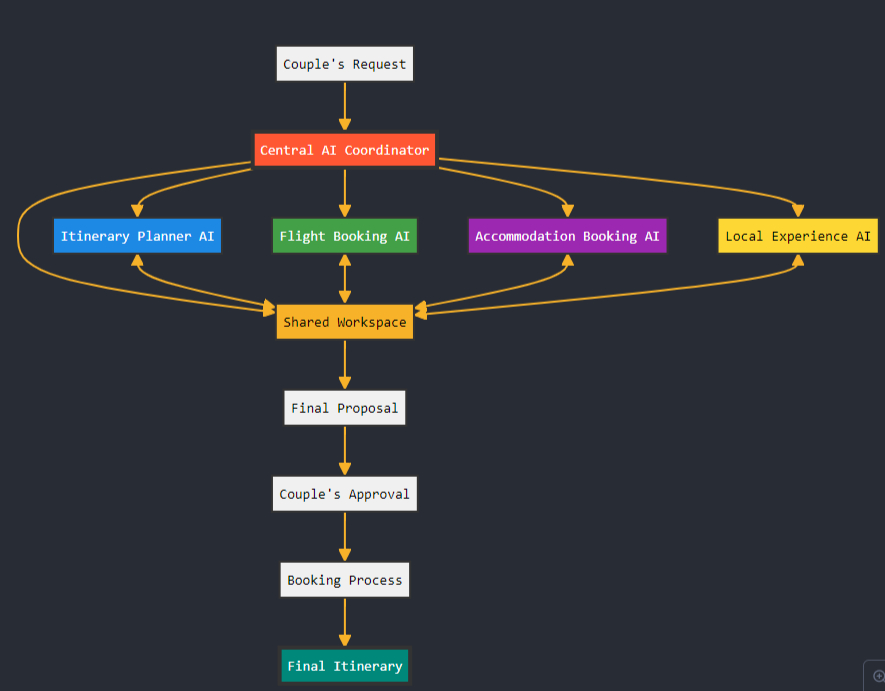 Couple's Request
Central AI Coordinator
Itinerary Planner AI
Flight Booking AI
Accommodation Booking AI
Local Experience AI
Shared Workspace
Final Proposal
Couple's Approval
Booking Process
Final Itinerary